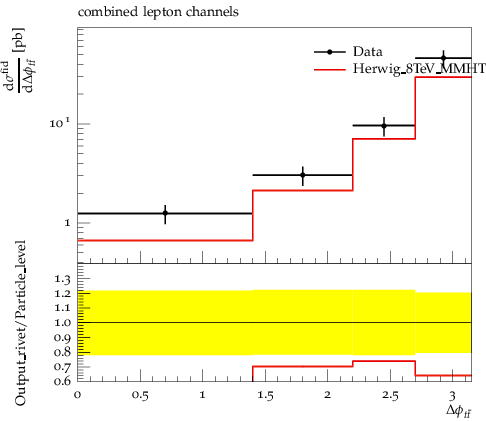 combined lepton channels
dσ^fid / dΔϕ_tt̄ [pb]
Data
Herwig_8TeV_MMHT
10^1
1
Output_rivet/Particle_level
1.3
1.2
1.1
1.0
0.9
0.8
0.7
0.6
0 0.5 1 1.5 2 2.5 3
Δϕ_tt̄